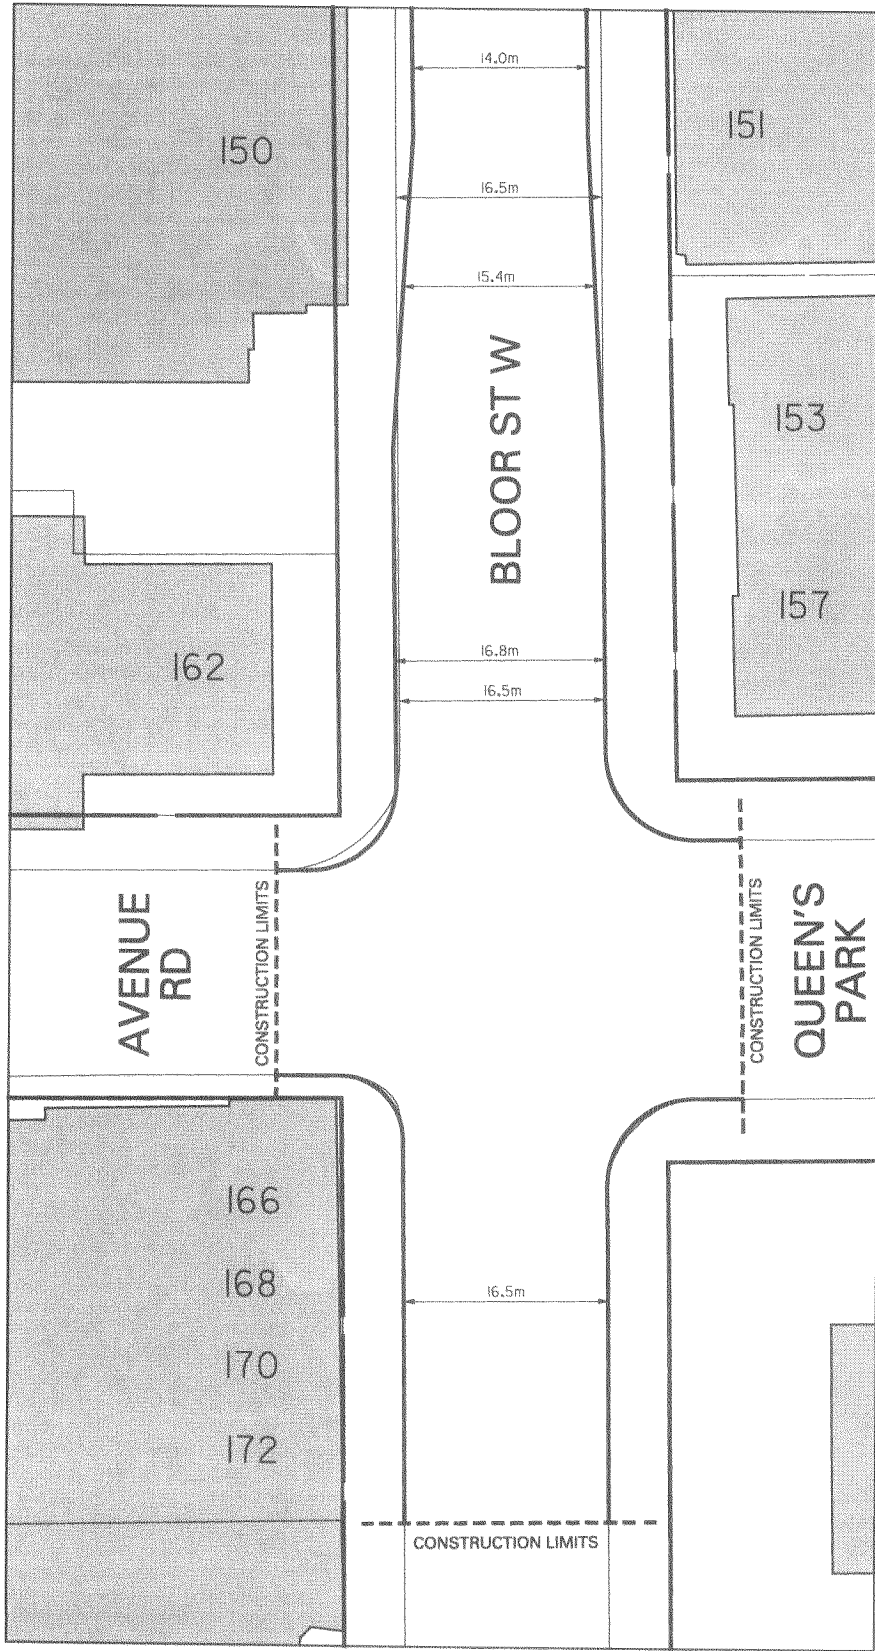 14.0m
150
151
16.5m
15.4m
BLOOR ST W
153
157
162
16.8m
16.5m
AVENUE
RD
CONSTRUCTION LIMITS
CONSTRUCTION LIMITS
QUEEN'S
PARK
166
168
170
172
16.5m
CONSTRUCTION LIMITS